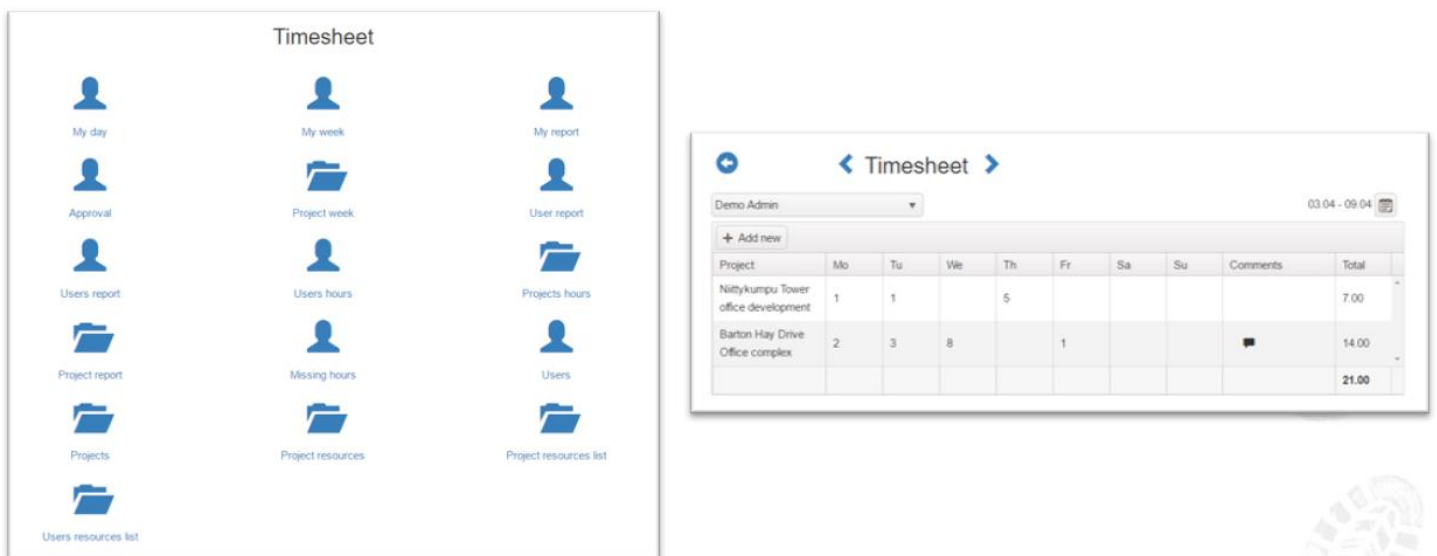 Timesheet
My day
My week
My report
Approval
Project week
User report
Users report
Users hours
Projects hours
Project report
Missing hours
Users
Projects
Project resources
Project resources list
Users resources list
Timesheet
Demo Admin
03.04 - 09.04
+ Add new
Project Mo Tu We Th Fr Sa Su Comments Total
Niittykumpu Tower
office development 1 1 5 7.00
Barton Hay Drive
Office complex 2 3 8 1 14.00
21.00